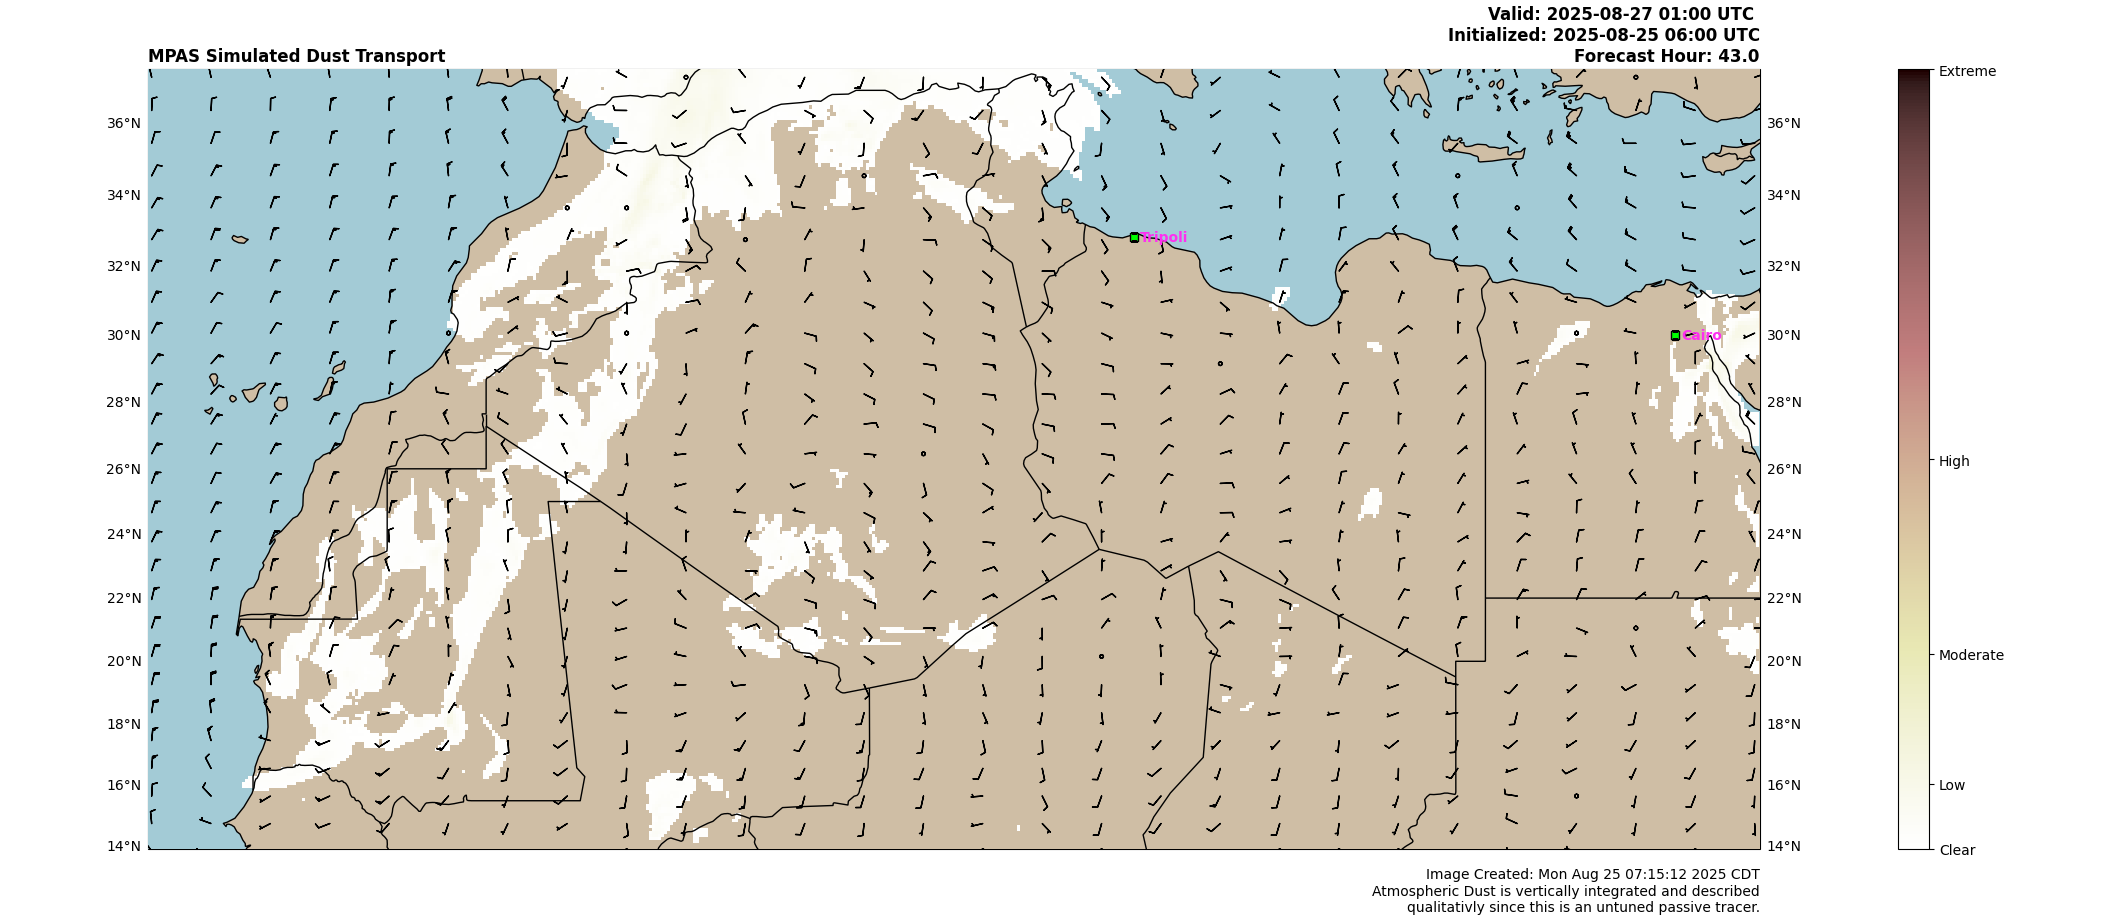 Valid: 2025-08-27 01:00 UTC
Initialized: 2025-08-25 06:00 UTC
MPAS Simulated Dust Transport
Forecast Hour: 43.0
Extreme
36°N
36°N
34°N
34°N
Tripoli
32°N
32°N
30°N
Cairo
30°N
28°N
28°N
26°N
26°N
High
24°N
24°N
22°N
22°N
20°N
20°N
Moderate
18°N
18°N
16°N
16°N
Low
14°N
14°N
Clear
Image Created: Mon Aug 25 07:15:12 2025 CDT
Atmospheric Dust is vertically integrated and described
qualitativly since this is an untuned passive tracer.